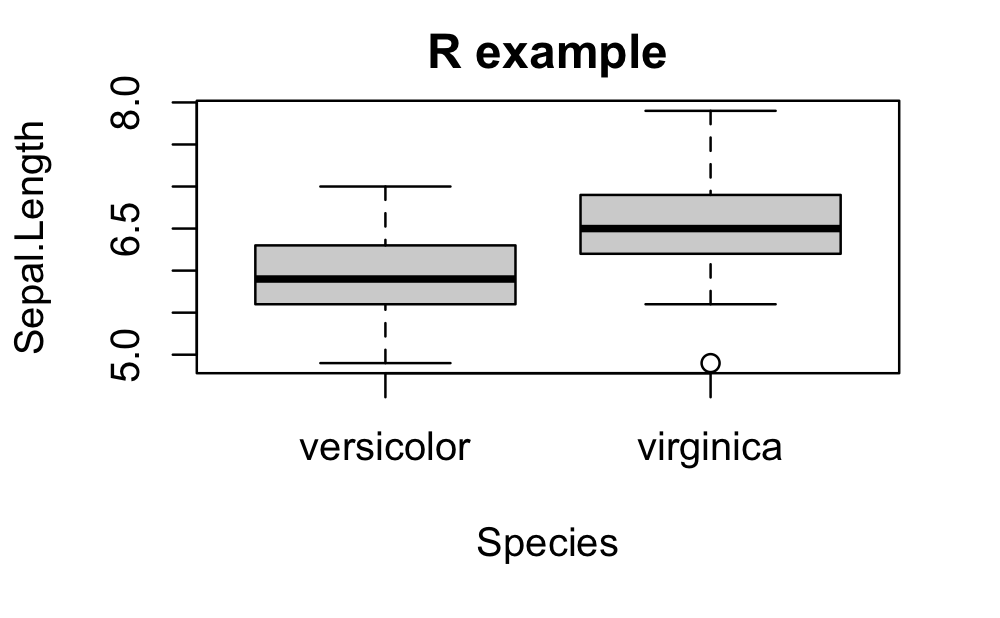 R example
Sepal.Length
8.0
6.5
5.0
versicolor virginica
Species